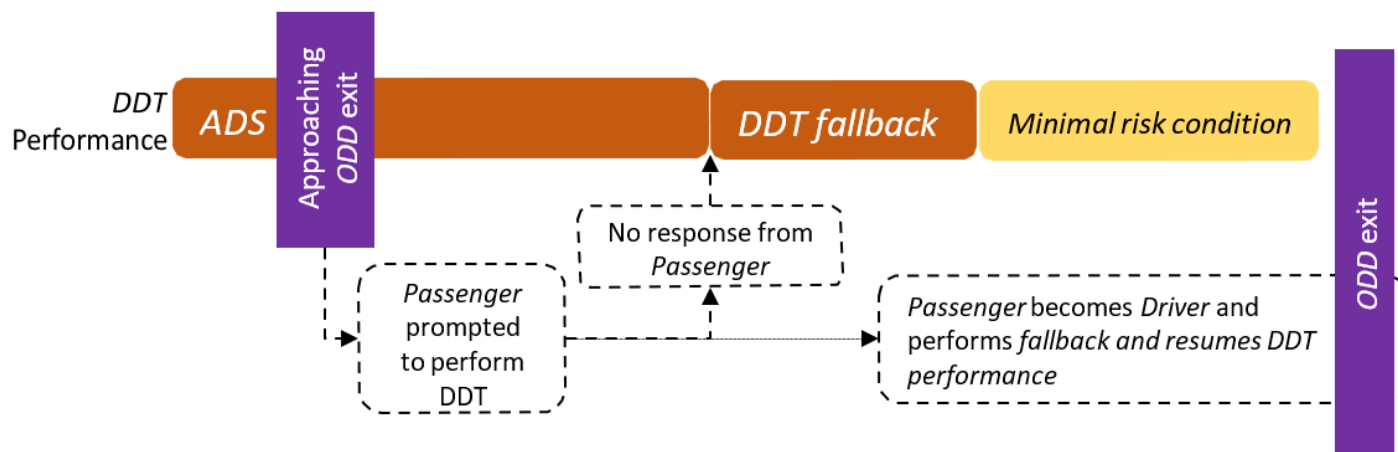 DDT
Performance
ADS
Approaching
ODD exit
DDT fallback
Minimal risk condition
No response from
Passenger
Passenger
prompted
to perform
DDT
Passenger becomes Driver and
performs fallback and resumes DDT
performance
ODD exit